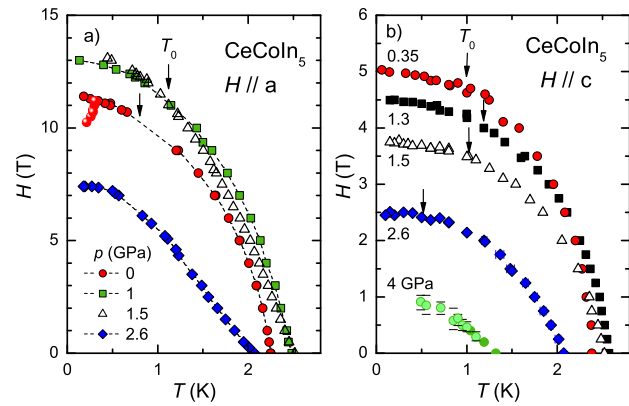 a)
T₀
CeCoIn₅
H // a
15
10
5
0
H (T)
p (GPa)
0
1
1.5
2.6
0
1
2
T (K)
b)
T₀
CeCoIn₅
H // c
0.35
1.3
1.5
2.6
4 GPa
6
5
4
3
2
1
0
H (T)
0
1
2
T (K)